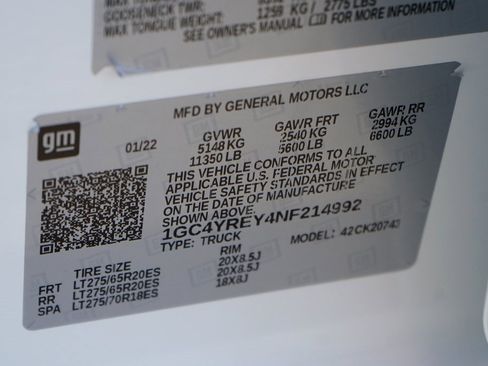 GOOSENECK TWR:
MAX TONGUE WEIGHT: 1258 KG / 2775 LBS
SEE OWNER'S MANUAL FOR MORE INFORMATION
MFD BY GENERAL MOTORS LLC
gm
01/22 GVWR GAWR FRT GAWR RR
5148 KG 2540 KG 2994 KG
11350 LB 5600 LB 6600 LB
THIS VEHICLE CONFORMS TO ALL
APPLICABLE U.S. FEDERAL MOTOR
VEHICLE SAFETY STANDARDS IN EFFECT
ON THE DATE OF MANUFACTURE
SHOWN ABOVE.
1GC4YREY4NF214992
TYPE: TRUCK MODEL: 42CK20743
TIRE SIZE RIM
FRT LT275/65R20ES 20X8.5J
RR LT275/65R20ES 20X8.5J
SPA LT275/70R18ES 18X8J